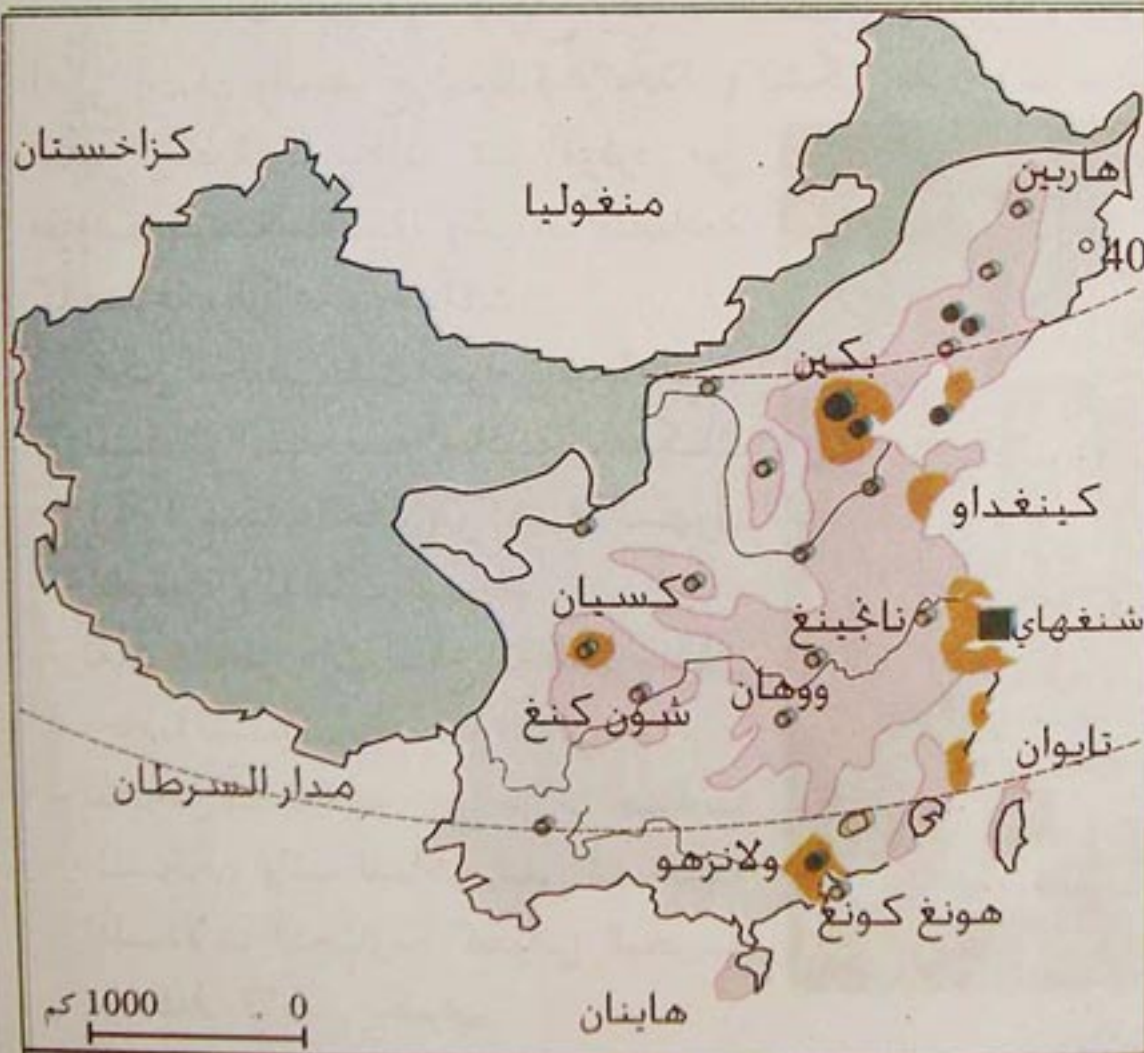 كزاخستان
منغوليا
هاربين
40°
بكين
كينغداو
كسيان
نانجينغ
شنغهاي
ووهان
شون كنغ
تايوان
مدار السرطان
ولانزهو
هونغ كونغ
هاينان
0 1000 كم